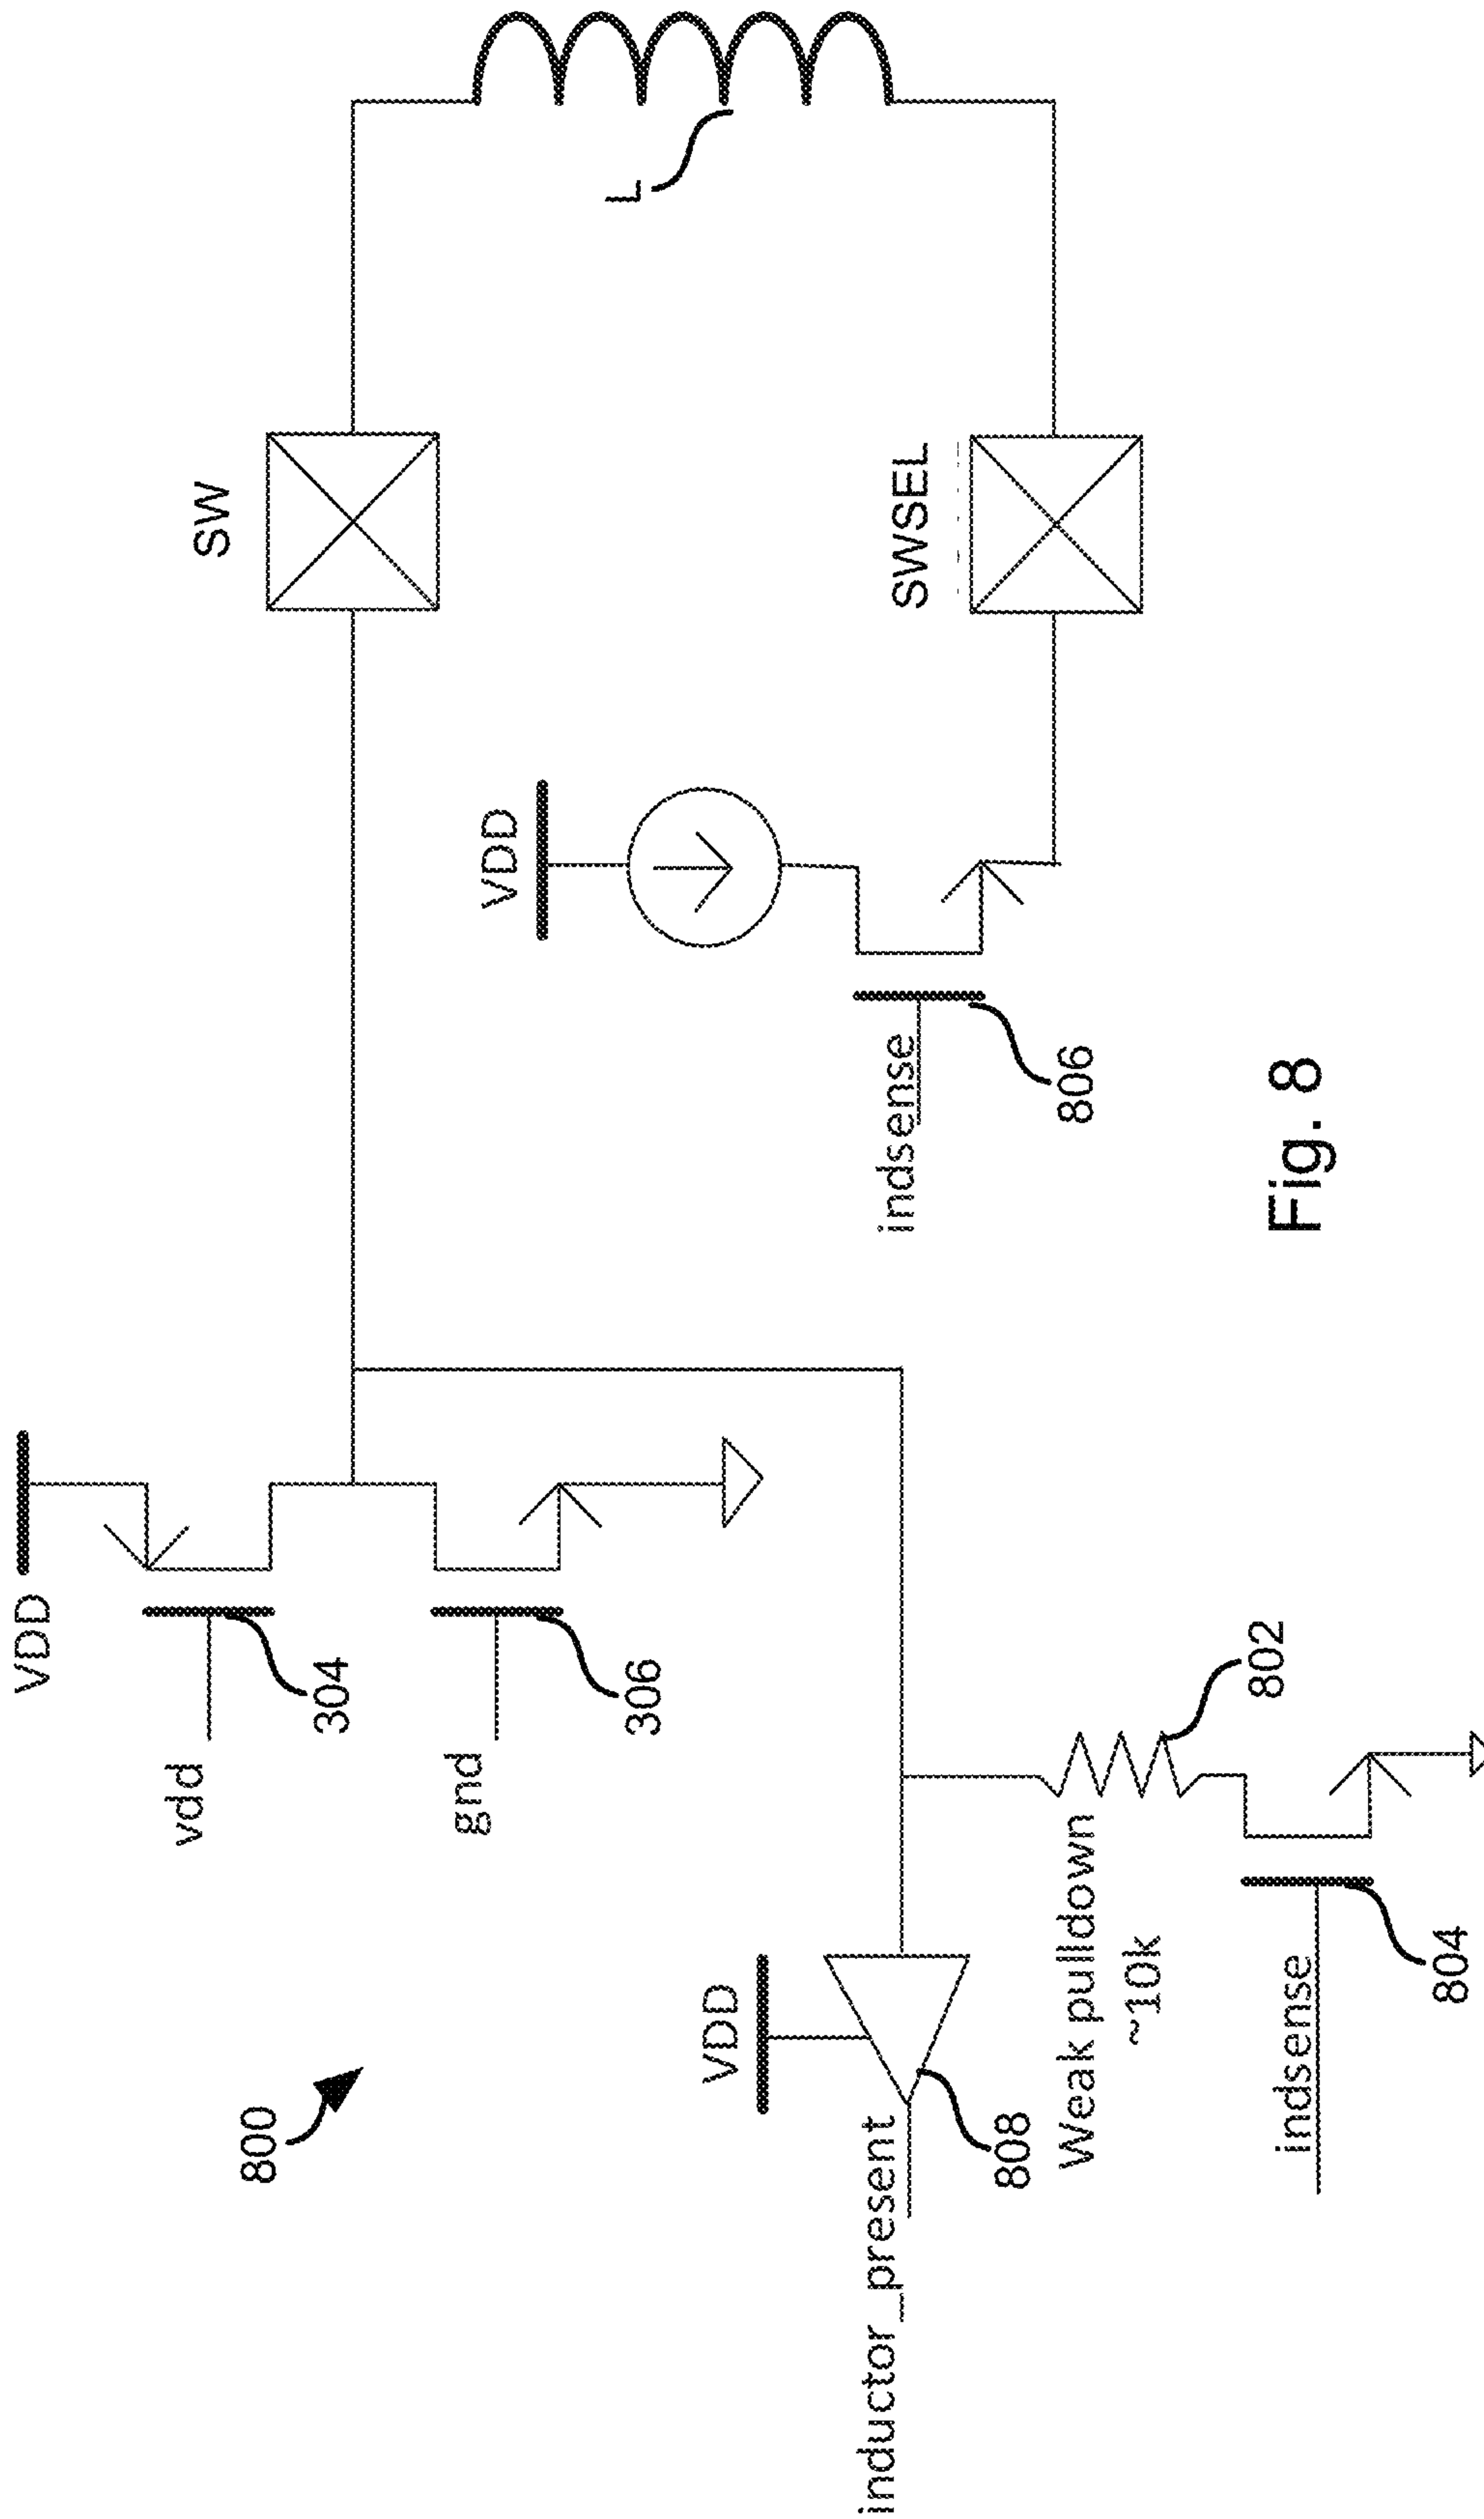 800
VDD
vdd
304
gnd
306
SW
L
VDD
indsense
806
SWSEL
VDD
inductor_present
808
Weak pulldown
~10k
802
indsense
804
Fig. 8